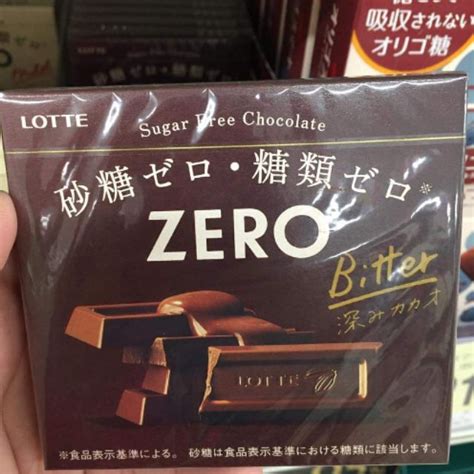 吸収されない
オリゴ糖
LOTTE
Sugar Free Chocolate
砂糖ゼロ・糖類ゼロ※
ZERO
Bitter
深みカカオ
LOTTE
※食品表示基準による。 砂糖は食品表示基準における糖類に該当します。